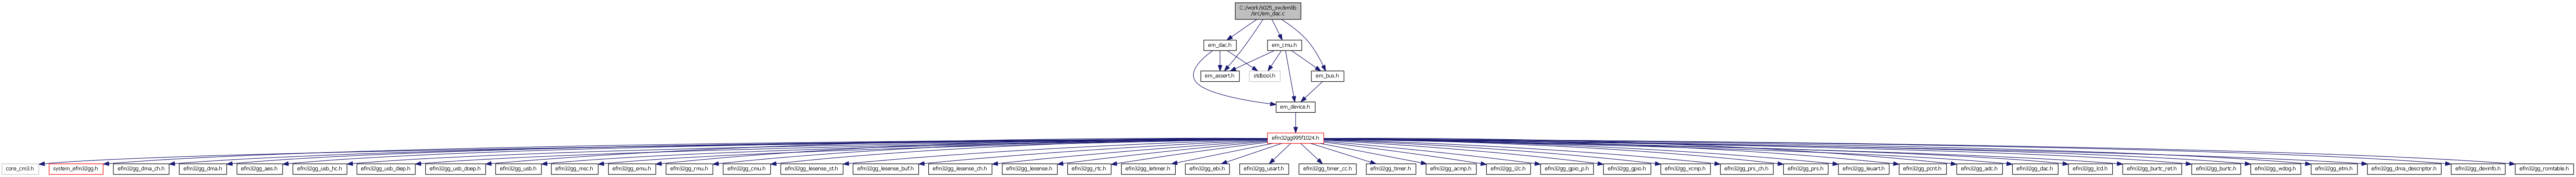 C:/work/s025_sw/emlib
/src/em_dac.c
em_dac.h
em_cmu.h
em_assert.h
stdbool.h
em_bus.h
em_device.h
efm32gg995f1024.h
core_cm3.h
system_efm32gg.h
efm32gg_dma_ch.h
efm32gg_dma.h
efm32gg_aes.h
efm32gg_usb_hc.h
efm32gg_usb_diep.h
efm32gg_usb_doep.h
efm32gg_usb.h
efm32gg_msc.h
efm32gg_emu.h
efm32gg_rmu.h
efm32gg_cmu.h
efm32gg_lesense_st.h
efm32gg_lesense_buf.h
efm32gg_lesense_ch.h
efm32gg_lesense.h
efm32gg_rtc.h
efm32gg_letimer.h
efm32gg_ebi.h
efm32gg_usart.h
efm32gg_timer_cc.h
efm32gg_timer.h
efm32gg_acmp.h
efm32gg_i2c.h
efm32gg_gpio_p.h
efm32gg_gpio.h
efm32gg_vcmp.h
efm32gg_prs_ch.h
efm32gg_prs.h
efm32gg_leuart.h
efm32gg_pcnt.h
efm32gg_adc.h
efm32gg_dac.h
efm32gg_lcd.h
efm32gg_burtc_ret.h
efm32gg_burtc.h
efm32gg_wdog.h
efm32gg_etm.h
efm32gg_dma_descriptor.h
efm32gg_devinfo.h
efm32gg_romtable.h